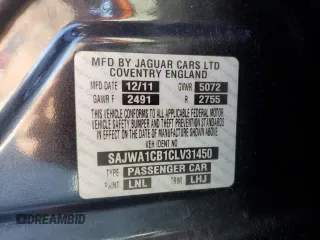 MFD BY JAGUAR CARS LTD
COVENTRY ENGLAND
MFD DATE 12/11 GVWR 5072
GAWR F 2491 R 2755
THIS VEHICLE CONFORMS TO ALL APPLICABLE FEDERAL MOTOR
VEHICLE SAFETY BUMPER AND THEFT PREVENTION STANDARDS
IN EFFECT ON THE DATE OF MANUFACTURE SHOWN ABOVE
VEH IDENT NO
SAJWA1CB1CLV31450
TYPE PASSENGER CAR
PAINT LNL TRIM LHJ
DREAMBID